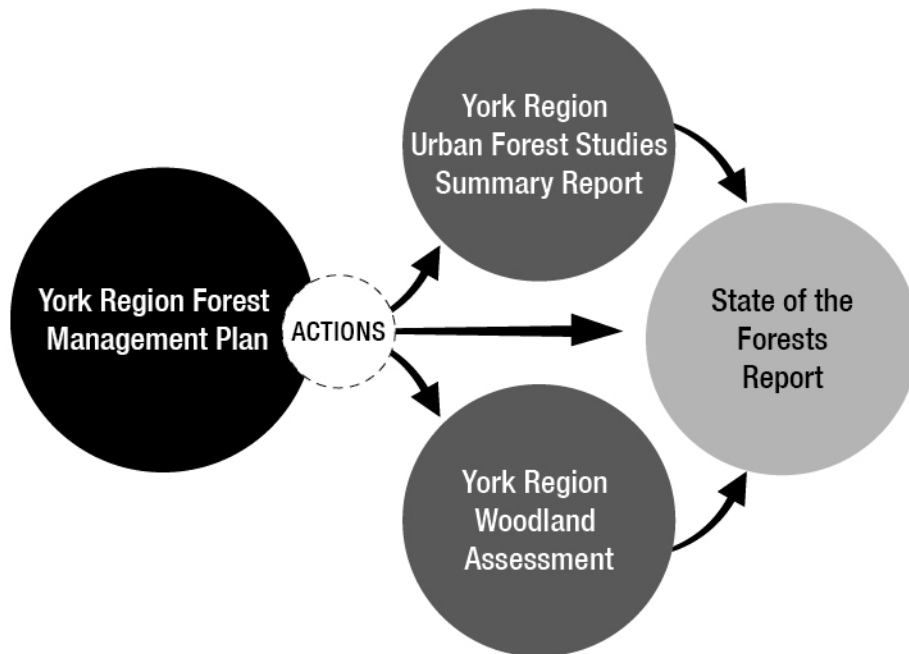 York Region Forest
Management Plan
ACTIONS
York Region
Urban Forest Studies
Summary Report
York Region
Woodland
Assessment
State of the
Forests
Report